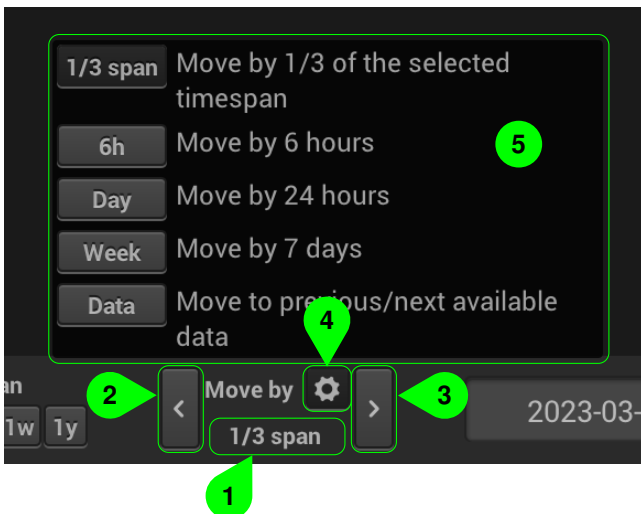 1/3 span Move by 1/3 of the selected
timespan
6h Move by 6 hours
5
Day Move by 24 hours
Week Move by 7 days
Data Move to previous/next available
data
4
an
2
Move by
3
<
>
1w 1y
1/3 span
2023-03-
1